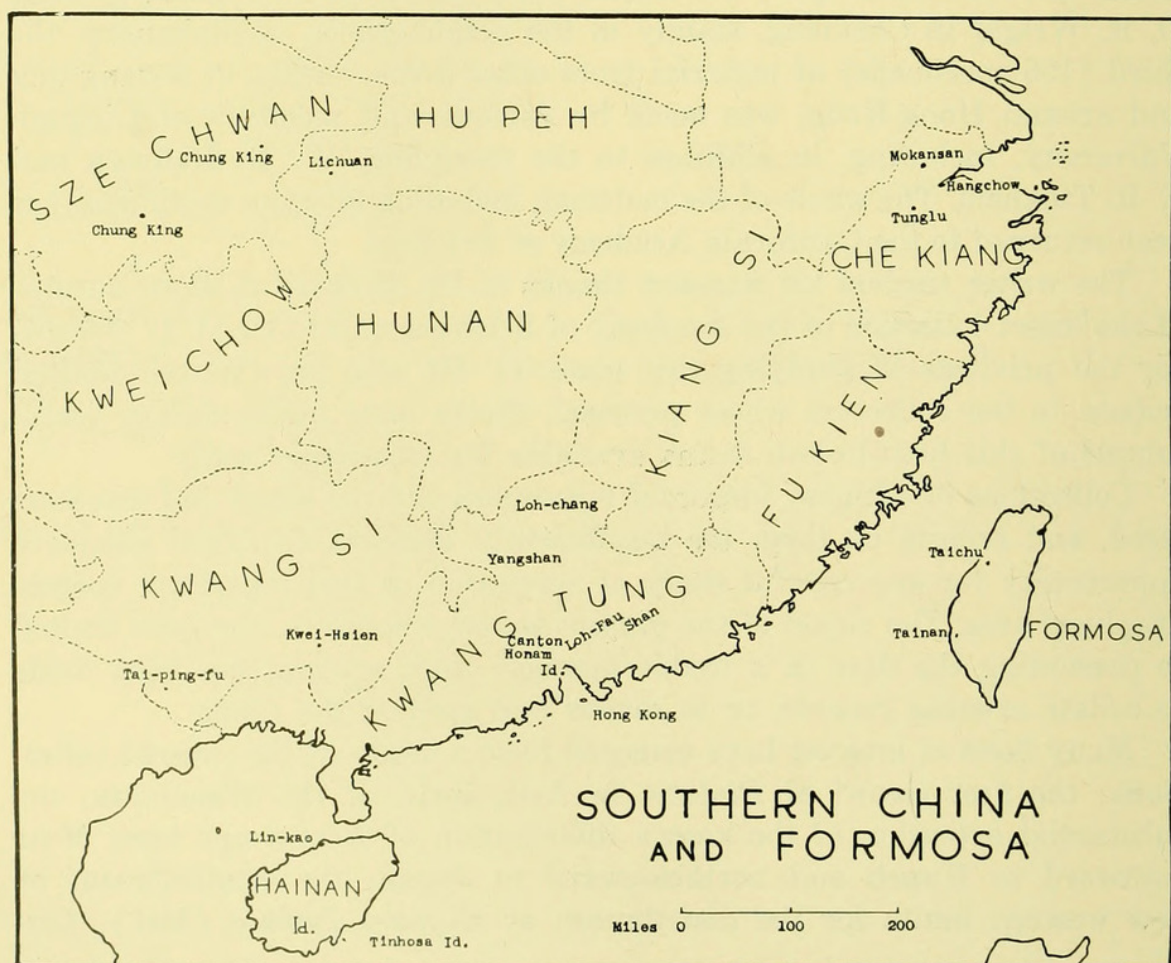 SZE CHWAN
HU PEH
Chung King
Lichuan
Chung King
Mokansan
Hangchow
Tunglu
CHE KIANG
KWEICHOW
HUNAN
KIANG SI
FU KIEN
Loh-chang
KWANG SI
Yangshan
KWANG TUNG
Taichu
Kwei-Hsien
Canton
Honam
Id.
Loh-Fau
Shan
Tainan
FORMOSA
Tai-ping-fu
Hong Kong
SOUTHERN CHINA
AND FORMOSA
Lin-kao
HAINAN
Id.
Tinhosa Id.
Miles 0 100 200